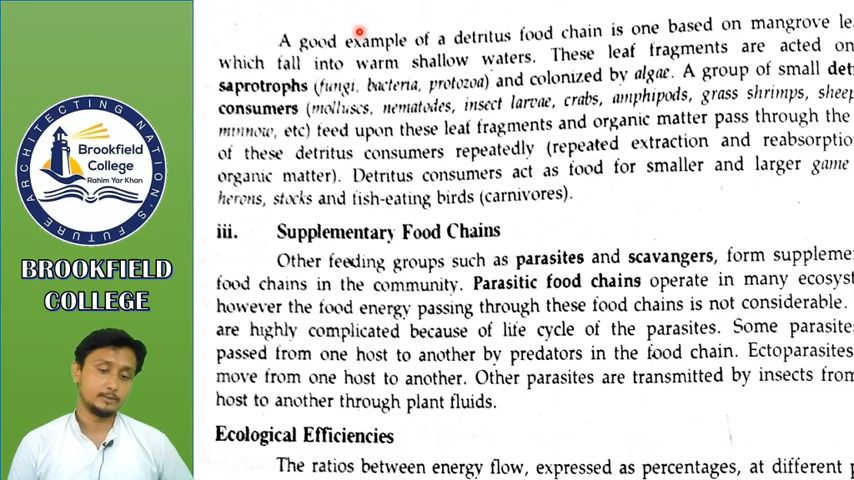 ARCHITECTING NATION'S FUTURE
Brookfield
College
Rahim Yar Khan
BROOKFIELD
COLLEGE
A good example of a detritus food chain is one based on mangrove
which fall into warm shallow waters. These leaf fragments are acted on
saprotrophs (fungi, bacteria, protozoa) and colonized by algae. A group of small
consumers (molluscs, nematodes, insect larvae, crabs, amphipods, grass shrimps,
minnow, etc) feed upon these leaf fragments and organic matter pass through the
of these detritus consumers repeatedly (repeated extraction and
organic matter). Detritus consumers act as food for smaller and larger game
herons, stocks and fish-eating birds (carnivores).
iii. Supplementary Food Chains
Other feeding groups such as parasites and scavangers, form
food chains in the community. Parasitic food chains operate in many
however the food energy passing through these food chains is not considerable.
are highly complicated because of life cycle of the parasites. Some
passed from one host to another by predators in the food chain. Ectoparasites
move from one host to another. Other parasites are transmitted by insects from
host to another through plant fluids.
Ecological Efficiencies
The ratios between energy flow, expressed as percentages, at different